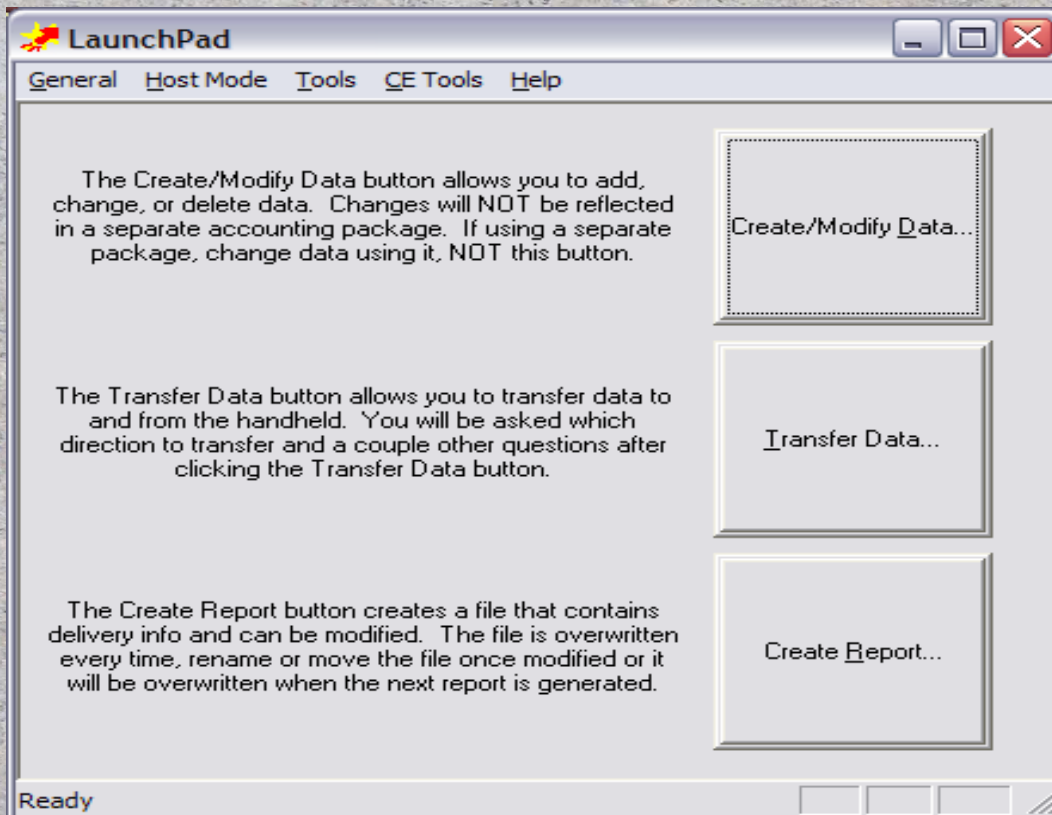 LaunchPad
General Host Mode Tools CE Tools Help
The Create/Modify Data button allows you to add,
change, or delete data. Changes will NOT be reflected
in a separate accounting package. If using a separate
package, change data using it, NOT this button.
Create/Modify Data...
The Transfer Data button allows you to transfer data to
and from the handheld. You will be asked which
direction to transfer and a couple other questions after
clicking the Transfer Data button.
Transfer Data...
The Create Report button creates a file that contains
delivery info and can be modified. The file is overwritten
every time, rename or move the file once modified or it
will be overwritten when the next report is generated.
Create Report...
Ready